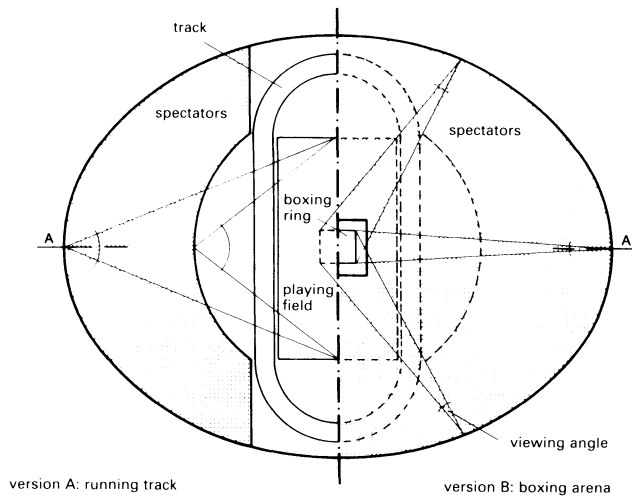 track
spectators
spectators
boxing
ring
A
A
playing
field
viewing angle
version A: running track
version B: boxing arena